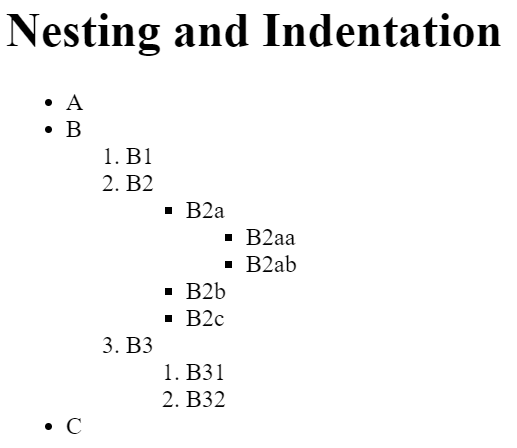 Nesting and Indentation
• A
• B
1. B1
2. B2
▪ B2a
▪ B2aa
▪ B2ab
▪ B2b
▪ B2c
3. B3
1. B31
2. B32
• C